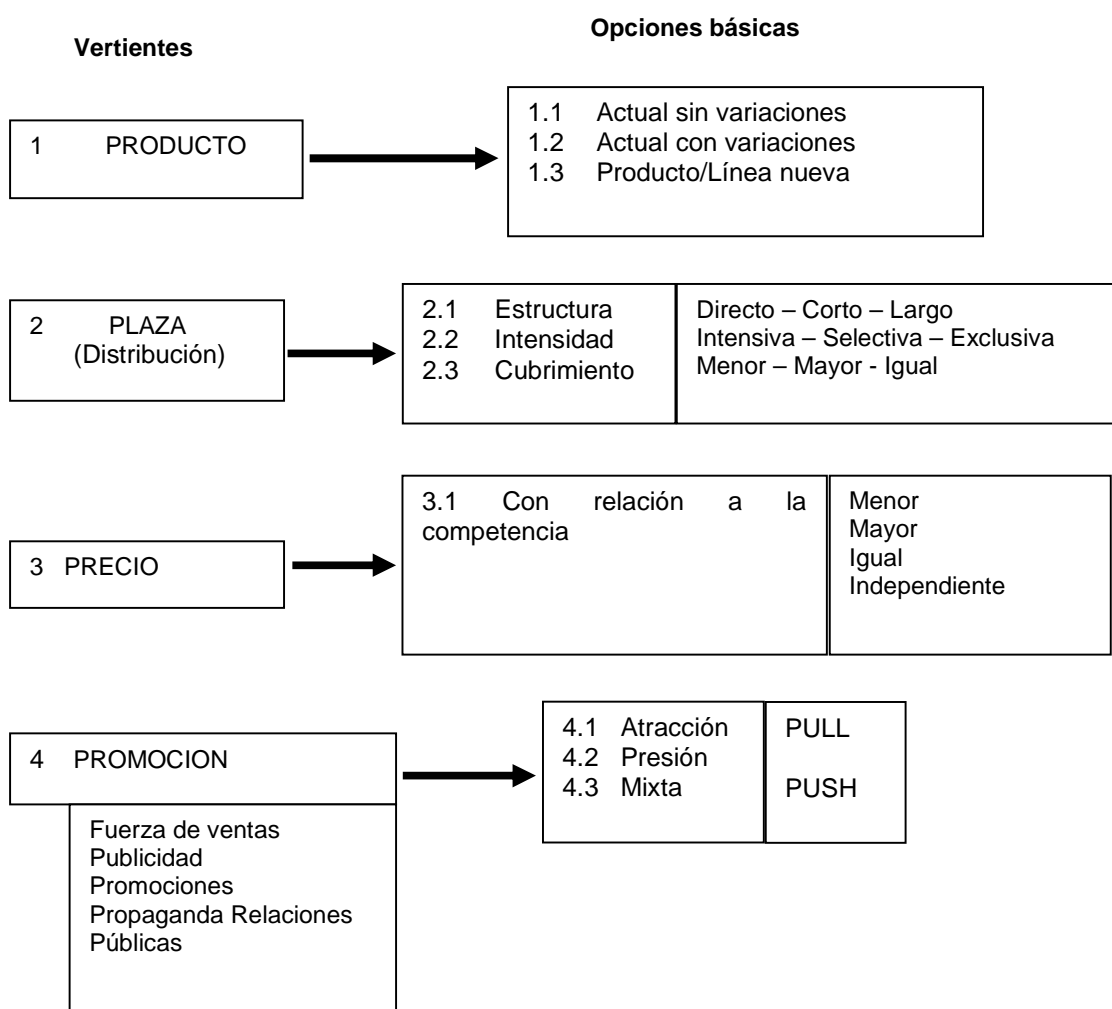 Vertientes
Opciones básicas
1 PRODUCTO
1.1 Actual sin variaciones
1.2 Actual con variaciones
1.3 Producto/Línea nueva
2 PLAZA
(Distribución)
2.1 Estructura
2.2 Intensidad
2.3 Cubrimiento
Directo – Corto – Largo
Intensiva – Selectiva – Exclusiva
Menor – Mayor - Igual
3 PRECIO
3.1 Con relación a la
competencia
Menor
Mayor
Igual
Independiente
4 PROMOCION
Fuerza de ventas
Publicidad
Promociones
Propaganda Relaciones
Públicas
4.1 Atracción
4.2 Presión
4.3 Mixta
PULL
PUSH